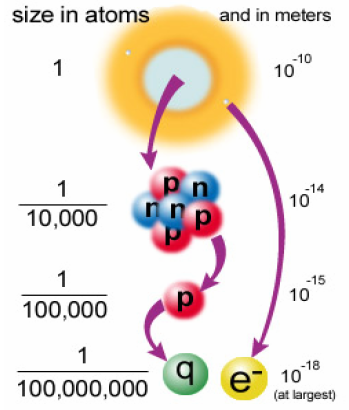 size in atoms and in meters
1 10⁻¹⁰
p n
1
10,000
n n p
10⁻¹⁴
p
1
100,000
p 10⁻¹⁵
1
100,000,000
q e⁻ 10⁻¹⁸
(at largest)